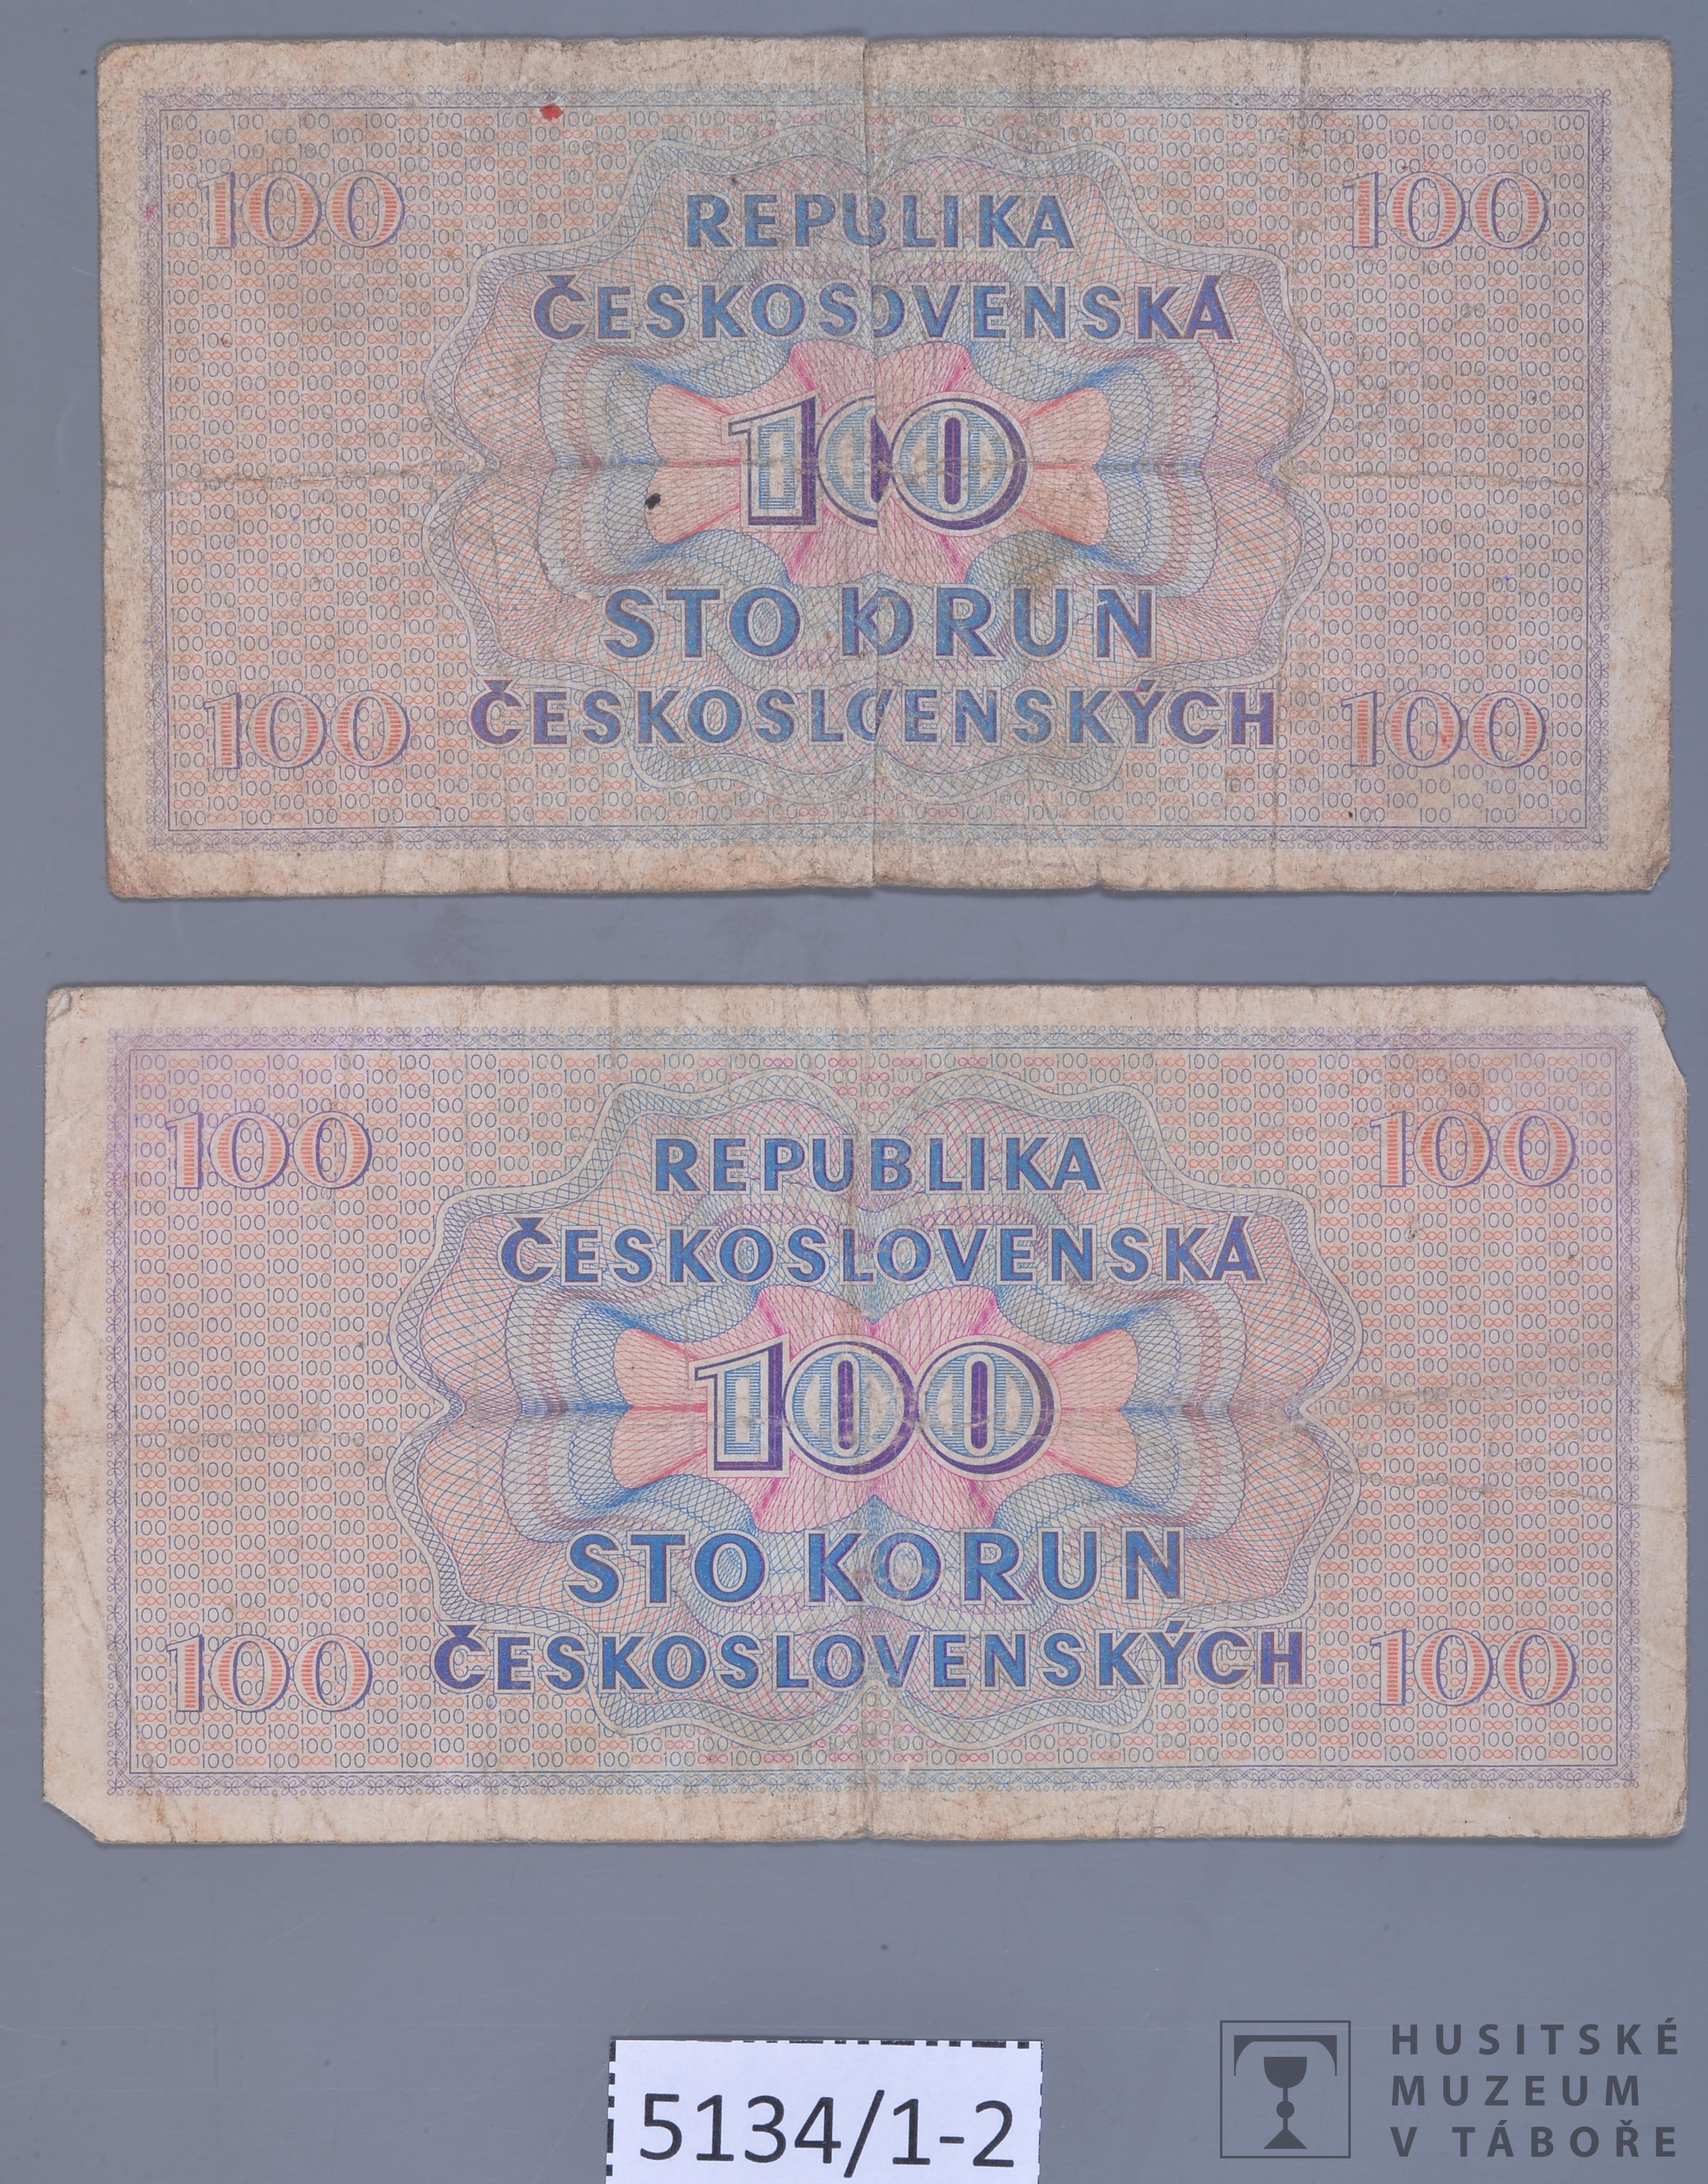 100 100
REPUBLIKA
ČESKOSOVENSKÁ
100
STO KORUN
ČESKOSLOVENSKÝCH
100 100
100 100
REPUBLIKA
ČESKOSLOVENSKÁ
100
STO KORUN
ČESKOSLOVENSKÝCH
100 100
5134/1-2
HUSITSKÉ
MUZEUM
V TÁBOŘE